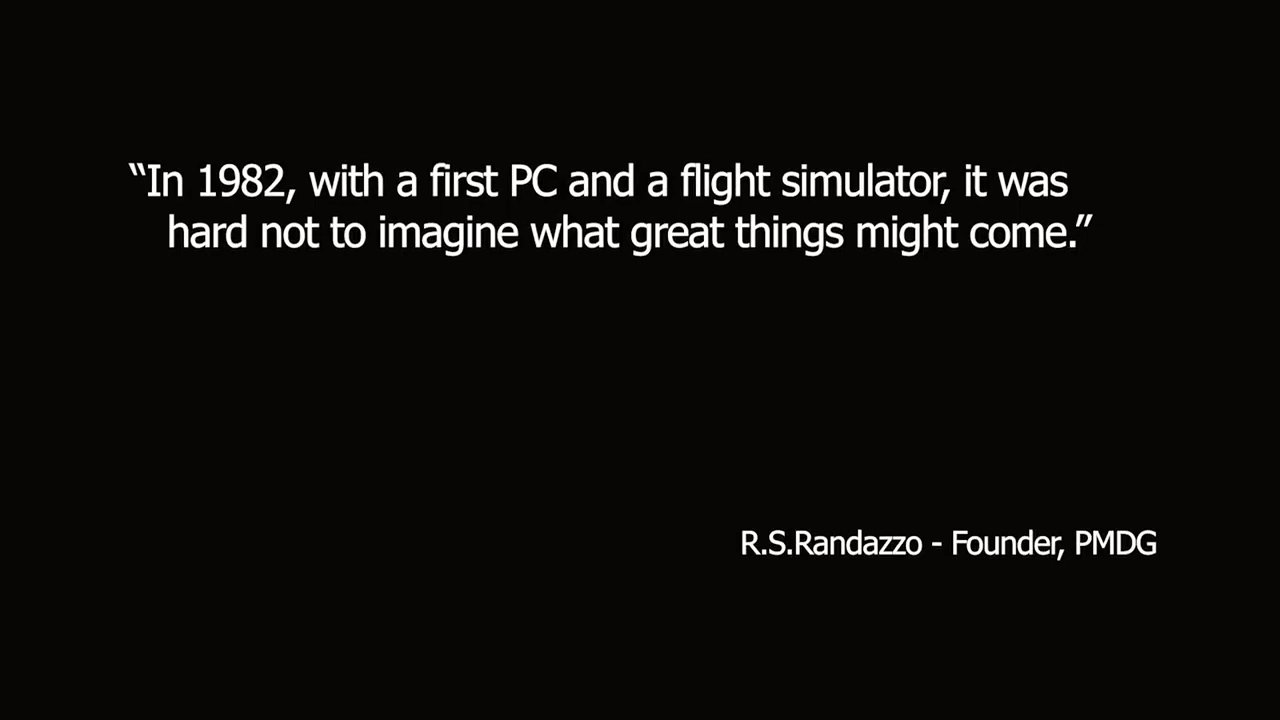 “In 1982, with a first PC and a flight simulator, it was
hard not to imagine what great things might come.”
R.S.Randazzo - Founder, PMDG